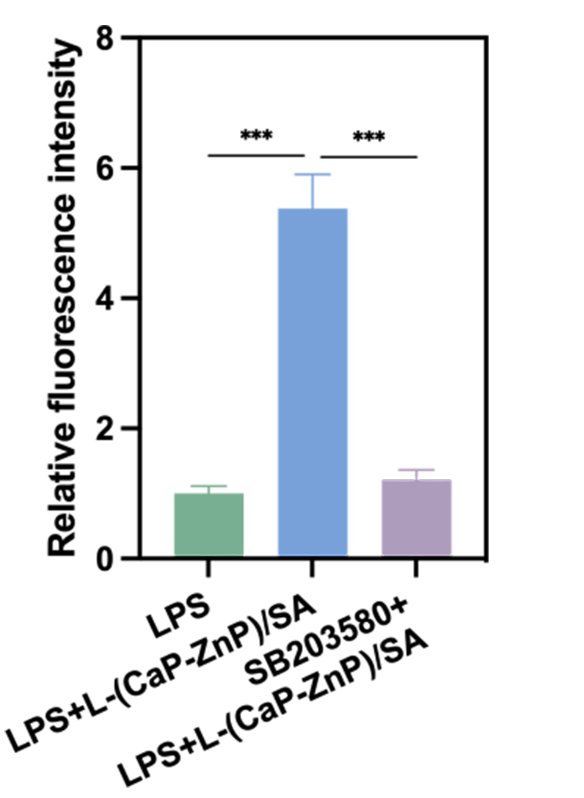 Relative fluorescence intensity
8
6
4
2
0
***
***
LPS
LPS+L-(CaP-ZnP)/SA
SB203580+
LPS+L-(CaP-ZnP)/SA